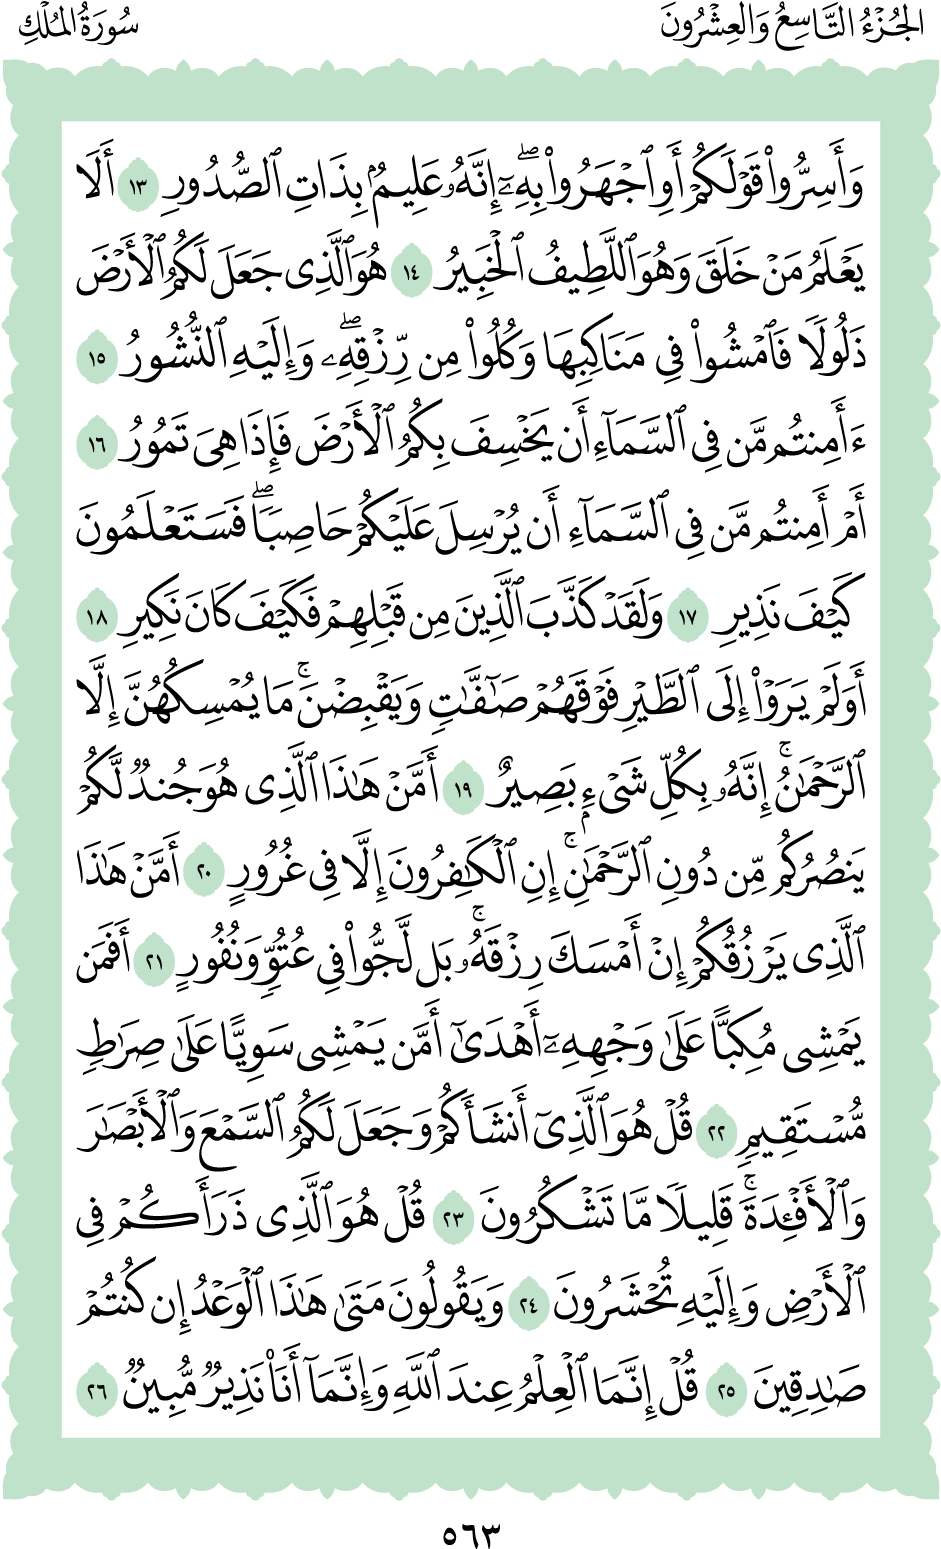 الجُزْءُ التَّاسِعُ وَالعِشْرُونَ
سُورَةُ المُلْكِ
وَأَسِرُّوا۟ قَوْلَكُمْ أَوِ ٱجْهَرُوا۟ بِهِۦٓ ۖ إِنَّهُۥ عَلِيمٌۢ بِذَاتِ ٱلصُّدُورِ ١٣ أَلَا
يَعْلَمُ مَنْ خَلَقَ وَهُوَ ٱللَّطِيفُ ٱلْخَبِيرُ ١٤ هُوَ ٱلَّذِى جَعَلَ لَكُمُ ٱلْأَرْضَ
ذَلُولًا فَٱمْشُوا۟ فِى مَنَاكِبِهَا وَكُلُوا۟ مِن رِّزْقِهِۦ ۖ وَإِلَيْهِ ٱلنُّشُورُ ١٥
ءَأَمِنتُم مَّن فِى ٱلسَّمَآءِ أَن يَخْسِفَ بِكُمُ ٱلْأَرْضَ فَإِذَا هِىَ تَمُورُ ١٦
أَمْ أَمِنتُم مَّن فِى ٱلسَّمَآءِ أَن يُرْسِلَ عَلَيْكُمْ حَاصِبًا ۖ فَسَتَعْلَمُونَ
كَيْفَ نَذِيرِ ١٧ وَلَقَدْ كَذَّبَ ٱلَّذِينَ مِن قَبْلِهِمْ فَكَيْفَ كَانَ نَكِيرِ ١٨
أَوَلَمْ يَرَوْا۟ إِلَى ٱلطَّيْرِ فَوْقَهُمْ صَٰٓفَّٰتٍ وَيَقْبِضْنَ ۚ مَا يُمْسِكُهُنَّ إِلَّا
ٱلرَّحْمَٰنُ ۚ إِنَّهُۥ بِكُلِّ شَىْءٍۭ بَصِيرٌ ١٩ أَمَّنْ هَٰذَا ٱلَّذِى هُوَ جُندٌ لَّكُمْ
يَنصُرُكُم مِّن دُونِ ٱلرَّحْمَٰنِ ۚ إِنِ ٱلْكَٰفِرُونَ إِلَّا فِى غُرُورٍ ٢٠ أَمَّنْ هَٰذَا
ٱلَّذِى يَرْزُقُكُمْ إِنْ أَمْسَكَ رِزْقَهُۥ ۚ بَل لَّجُّوا۟ فِى عُتُوٍّ وَنُفُورٍ ٢١ أَفَمَن
يَمْشِى مُكِبًّا عَلَىٰ وَجْهِهِۦٓ أَهْدَىٰٓ أَمَّن يَمْشِى سَوِيًّا عَلَىٰ صِرَٰطٍ
مُّسْتَقِيمٍ ٢٢ قُلْ هُوَ ٱلَّذِىٓ أَنشَأَكُمْ وَجَعَلَ لَكُمُ ٱلسَّمْعَ وَٱلْأَبْصَٰرَ
وَٱلْأَفْـِٔدَةَ ۚ قَلِيلًا مَّا تَشْكُرُونَ ٢٣ قُلْ هُوَ ٱلَّذِى ذَرَأَكُمْ فِى
ٱلْأَرْضِ وَإِلَيْهِ تُحْشَرُونَ ٢٤ وَيَقُولُونَ مَتَىٰ هَٰذَا ٱلْوَعْدُ إِن كُنتُمْ
صَٰدِقِينَ ٢٥ قُلْ إِنَّمَا ٱلْعِلْمُ عِندَ ٱللَّهِ وَإِنَّمَآ أَنَا۠ نَذِيرٌ مُّبِينٌ ٢٦
٥٦٣